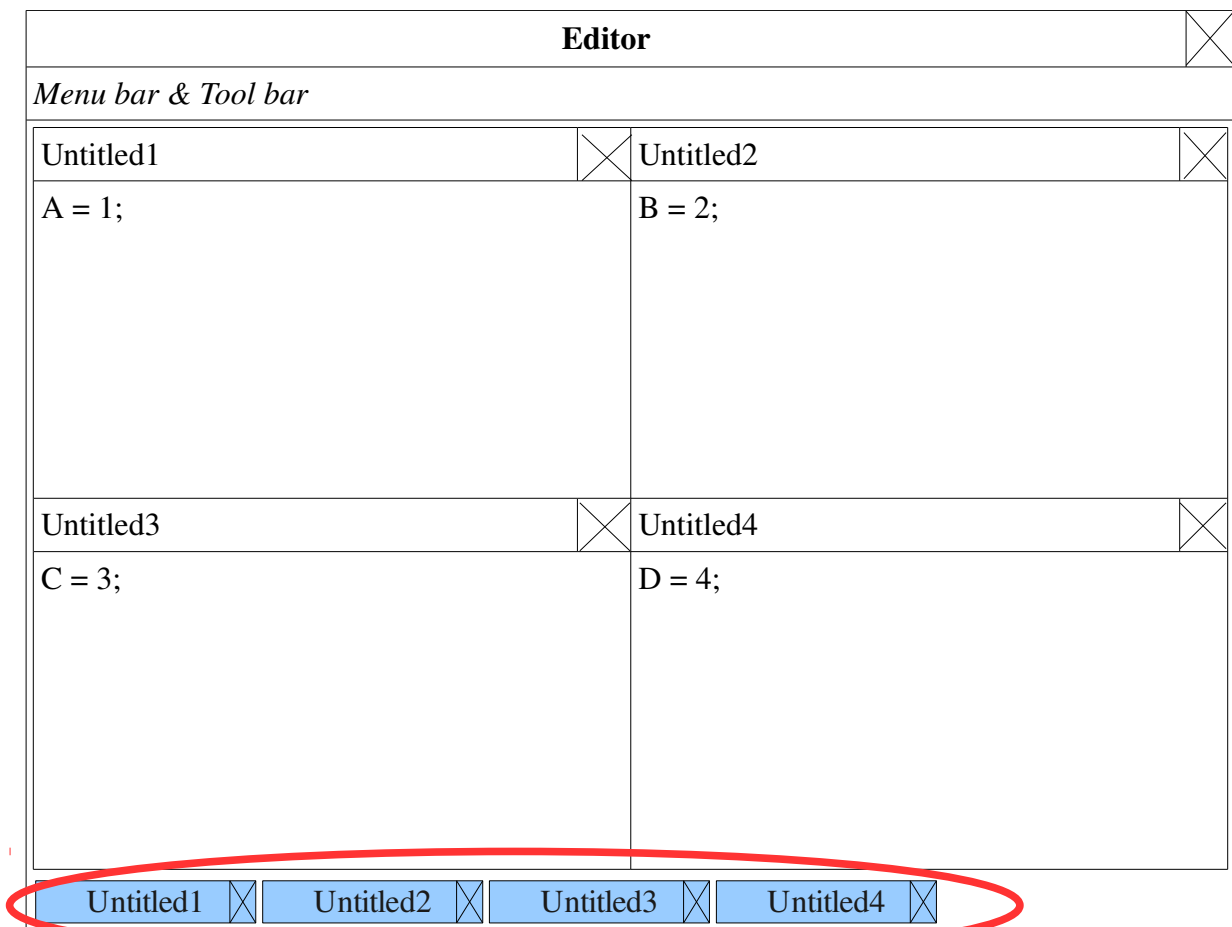 Editor
Menu bar & Tool bar
Untitled1
Untitled2
A = 1;
B = 2;
Untitled3
Untitled4
C = 3;
D = 4;
Untitled1 Untitled2 Untitled3 Untitled4